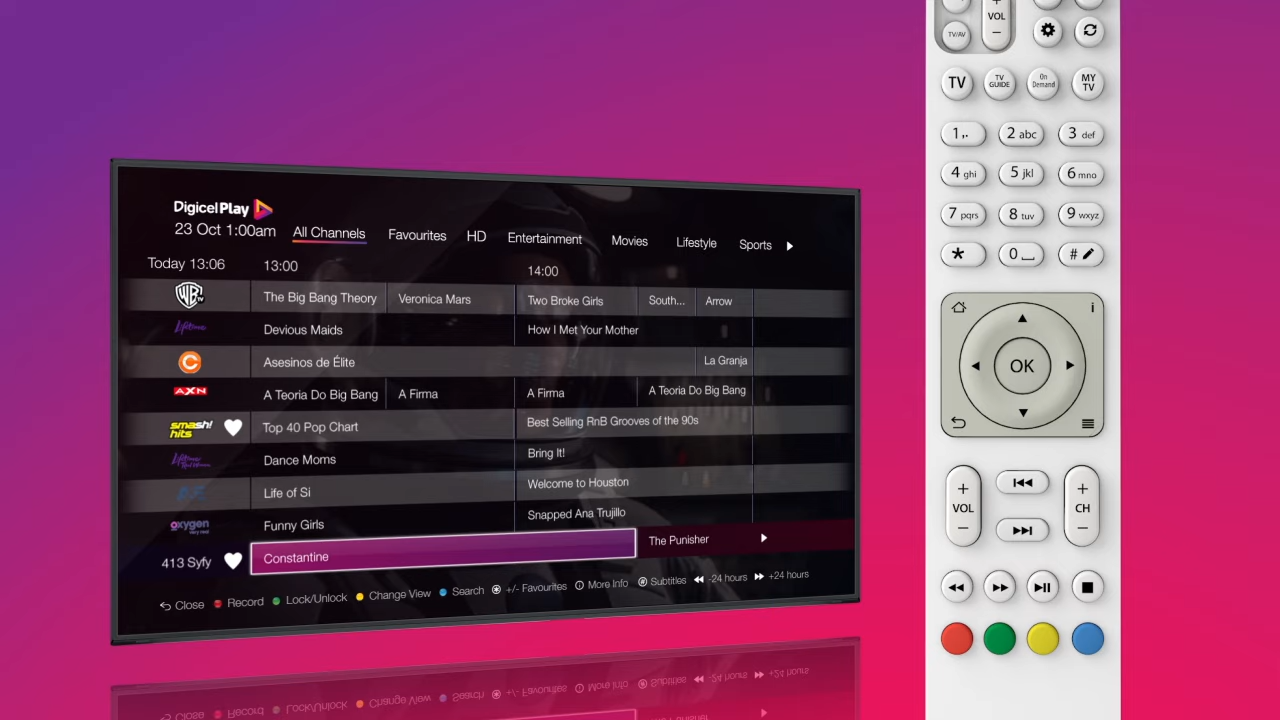 DigicelPlay
23 Oct 1:00am
All Channels Favourites HD Entertainment Movies Lifestyle Sports
Today 13:06 13:00 14:00
WB TV The Big Bang Theory Veronica Mars Two Broke Girls South... Arrow
Lifetime Devious Maids How I Met Your Mother
C Asesinos de Élite La Granja
AXN A Teoria Do Big Bang A Firma A Firma A Teoria Do Big Bang
smash! hits Top 40 Pop Chart Best Selling RnB Grooves of the 90s
Lifetime Dance Moms Bring It!
Life of Si Welcome to Houston
oxygen Funny Girls Snapped Ana Trujillo
413 Syfy Constantine The Punisher
Close Record Lock/Unlock Change View Search +/- Favourites More Info Subtitles -24 hours +24 hours
TV/AV + VOL −
TV TV GUIDE On Demand MY TV
1,. 2 abc 3 def
4 ghi 5 jkl 6 mno
7 pqrs 8 tuv 9 wxyz
* 0 #
i
OK
+ VOL − + CH −